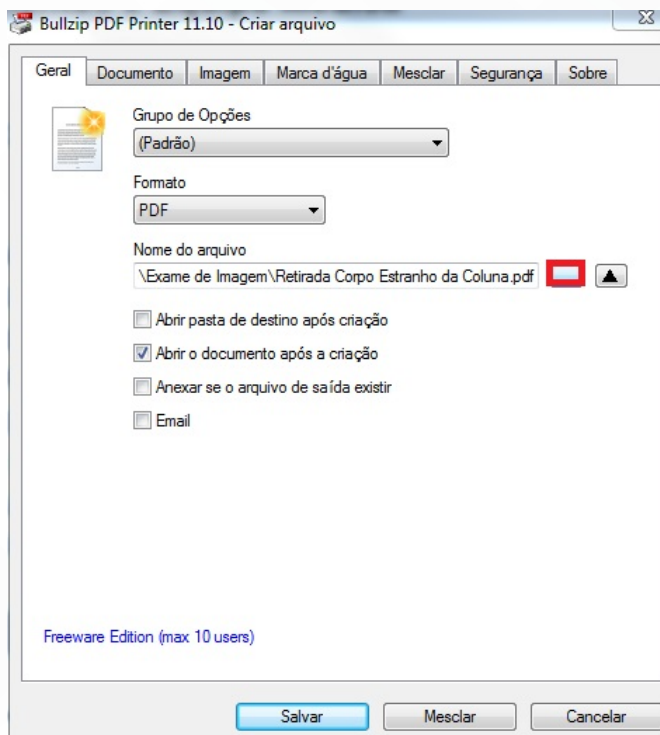 Bullzip PDF Printer 11.10 - Criar arquivo
Geral Documento Imagem Marca d'água Mesclar Segurança Sobre
Grupo de Opções
(Padrão)
Formato
PDF
Nome do arquivo
\Exame de Imagem\Retirada Corpo Estranho da Coluna.pdf
Abrir pasta de destino após criação
Abrir o documento após a criação
Anexar se o arquivo de saída existir
Email
Freeware Edition (max 10 users)
Salvar Mesclar Cancelar